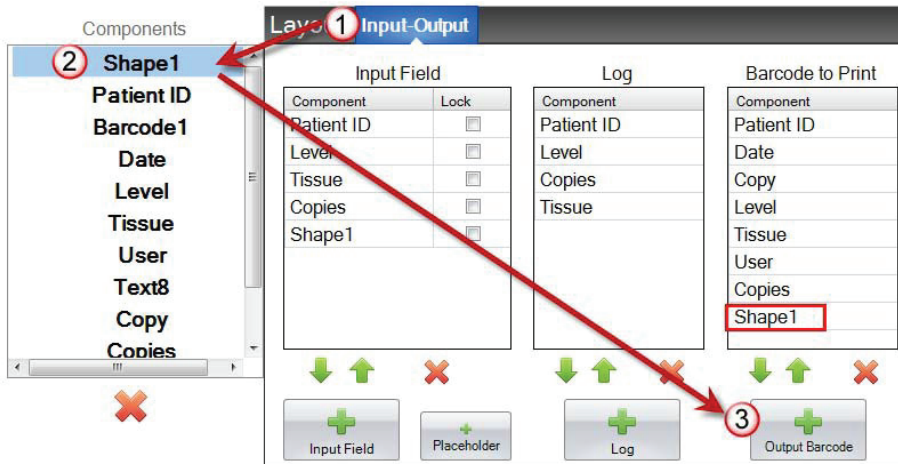 Components
Shape1
Patient ID
Barcode1
Date
Level
Tissue
User
Text8
Copy
Copies
2
1
Input-Output
Input Field
Component Lock
Patient ID
Level
Tissue
Copies
Shape1
Log
Component
Patient ID
Level
Copies
Tissue
Barcode to Print
Component
Patient ID
Date
Copy
Level
Tissue
User
Copies
Shape1
3
Input Field
Placeholder
Log
Output Barcode